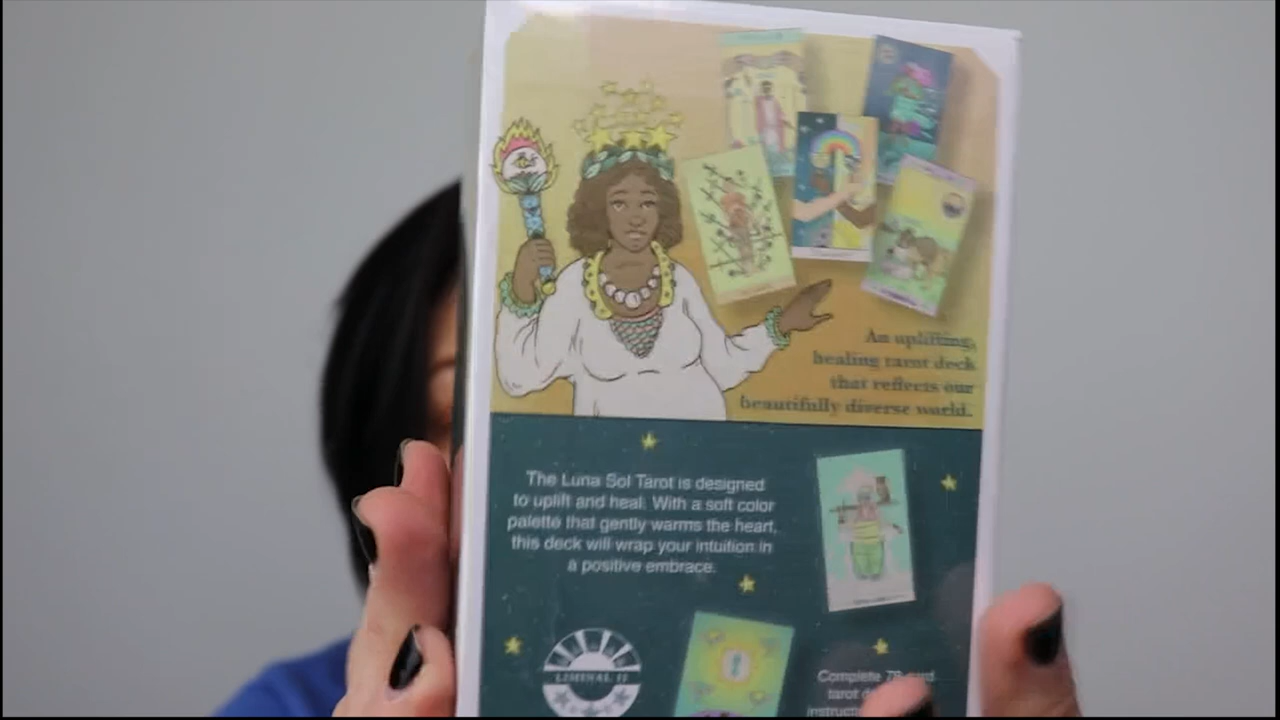 An uplifting,
healing tarot deck
that reflects our
beautifully diverse world.
The Luna Sol Tarot is designed
to uplift and heal. With a soft color
palette that gently warms the heart,
this deck will wrap your intuition in
a positive embrace.
LIMINAL 11
Complete 78-card
tarot